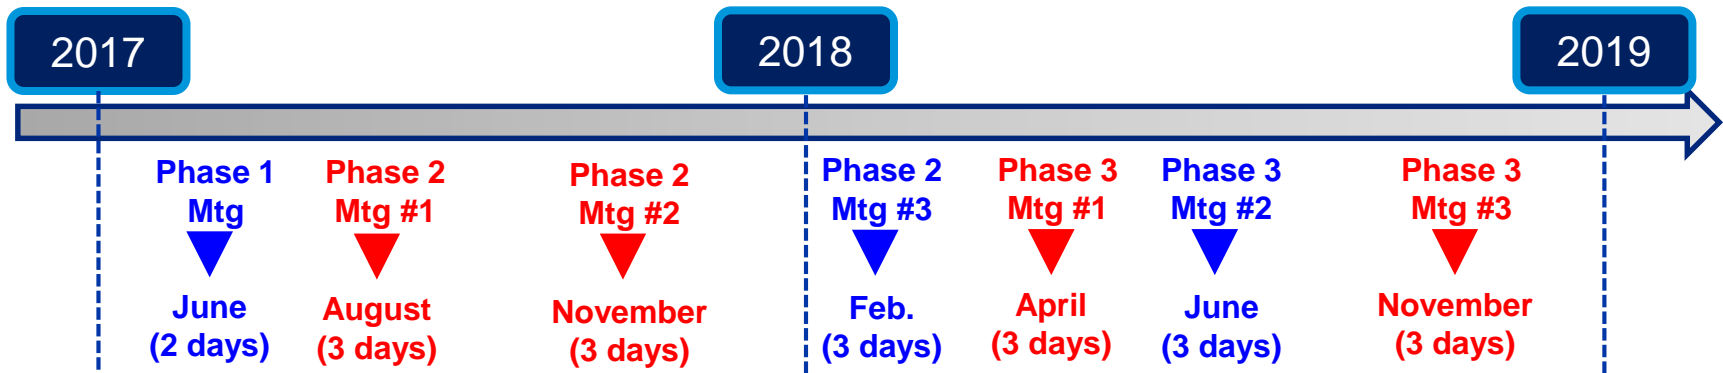 2017
2018
2019
Phase 1
Mtg
June
(2 days)
Phase 2
Mtg #1
August
(3 days)
Phase 2
Mtg #2
November
(3 days)
Phase 2
Mtg #3
Feb.
(3 days)
Phase 3
Mtg #1
April
(3 days)
Phase 3
Mtg #2
June
(3 days)
Phase 3
Mtg #3
November
(3 days)